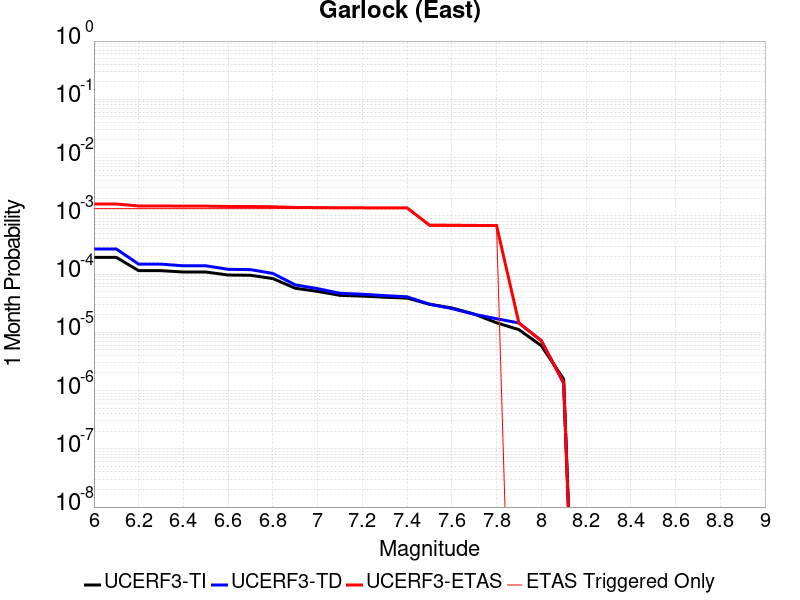 Garlock (East)
10^0
10^-1
10^-2
10^-3
10^-4
10^-5
10^-6
10^-7
10^-8
1 Month Probability
6 6.2 6.4 6.6 6.8 7 7.2 7.4 7.6 7.8 8 8.2 8.4 8.6 8.8 9
Magnitude
UCERF3-TI UCERF3-TD UCERF3-ETAS ETAS Triggered Only